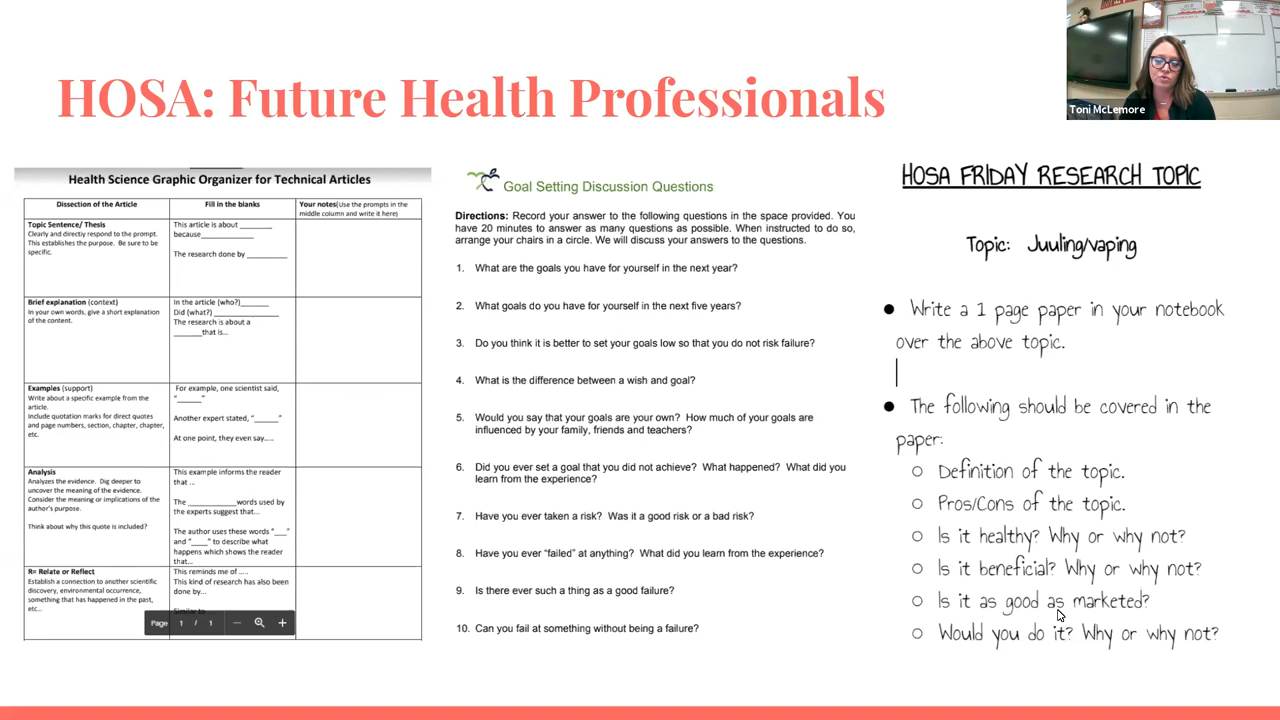 HOSA: Future Health Professionals
Toni McLemore
Health Science Graphic Organizer for Technical Articles
Dissection of the Article
Fill in the blanks
Your notes(Use the prompts in the
middle column and write it here)
Topic Sentence/ Thesis
Clearly and directly respond to the prompt.
This establishes the purpose. Be sure to be
specific.
This article is about ________
because_____________
The research done by __________
Brief explanation (context)
In your own words, give a short explanation
of the content.
In the article (who?)_______
Did (what?) ________________
The research is about a
_______that is...
Examples (support)
Write about a specific example from the
article.
Include quotation marks for direct quotes
and page numbers, section, chapter, chapter,
etc.
For example, one scientist said,
"______"
Another expert stated, "______"
At one point, they even say.....
Analysis
Analyzes the evidence. Dig deeper to
uncover the meaning of the evidence.
Consider the meaning or implications of the
author's purpose.
Think about why this quote is included?
This example informs the reader
that ...
The ____________words used by
the experts suggest that...
The author uses these words "___"
and "____" to describe what
happens which shows the reader
that...
R= Relate or Reflect
Establish a connection to another scientific
discovery, environmental occurrence,
something that has happened in the past,
etc...
This reminds me of .....
This kind of research has also been
done by...
Similar to
Page 1 / 1
Goal Setting Discussion Questions
Directions: Record your answer to the following questions in the space provided. You
have 20 minutes to answer as many questions as possible. When instructed to do so,
arrange your chairs in a circle. We will discuss your answers to the questions.
1. What are the goals you have for yourself in the next year?
2. What goals do you have for yourself in the next five years?
3. Do you think it is better to set your goals low so that you do not risk failure?
4. What is the difference between a wish and goal?
5. Would you say that your goals are your own? How much of your goals are
influenced by your family, friends and teachers?
6. Did you ever set a goal that you did not achieve? What happened? What did you
learn from the experience?
7. Have you ever taken a risk? Was it a good risk or a bad risk?
8. Have you ever “failed” at anything? What did you learn from the experience?
9. Is there ever such a thing as a good failure?
10. Can you fail at something without being a failure?
HOSA FRIDAY RESEARCH TOPIC
Topic: Juuling/vaping
● Write a 1 page paper in your notebook
over the above topic.
● The following should be covered in the
paper:
○ Definition of the topic.
○ Pros/Cons of the topic.
○ Is it healthy? Why or why not?
○ Is it beneficial? Why or why not?
○ Is it as good as marketed?
○ Would you do it? Why or why not?